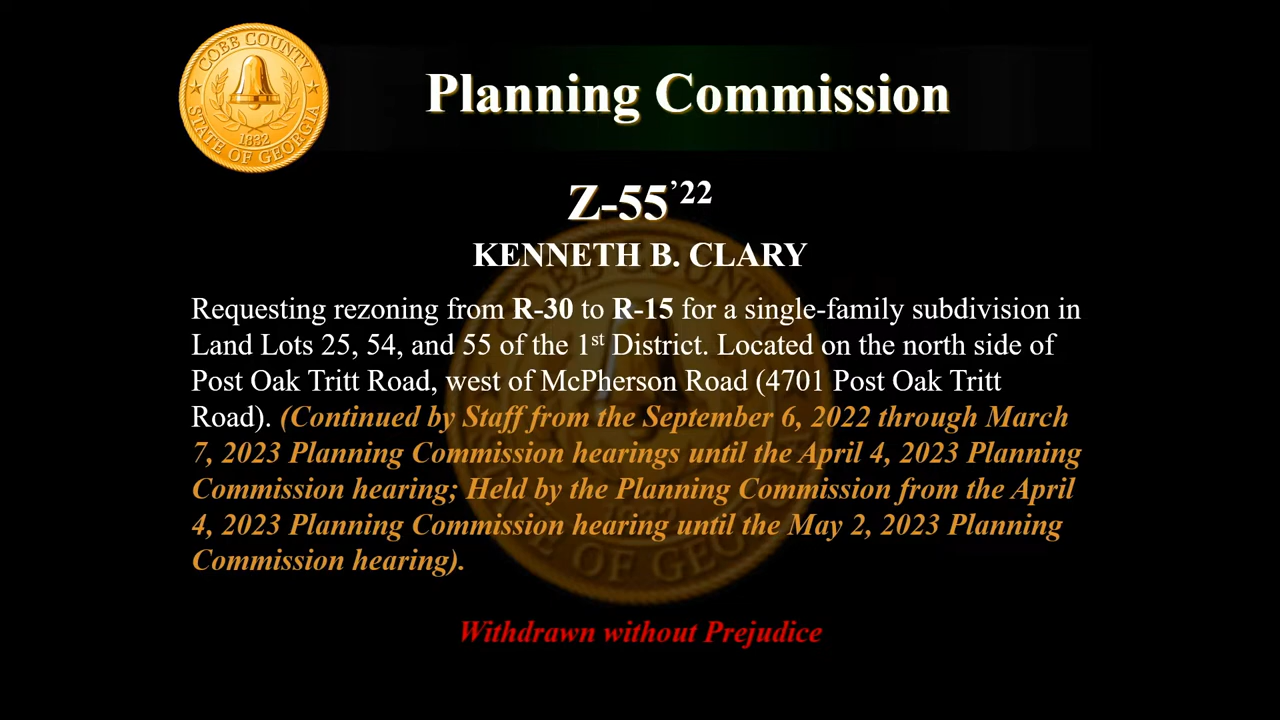 COBB COUNTY
1832
STATE OF GEORGIA
Planning Commission
Z-55’22
KENNETH B. CLARY
Requesting rezoning from R-30 to R-15 for a single-family subdivision in
Land Lots 25, 54, and 55 of the 1st District. Located on the north side of
Post Oak Tritt Road, west of McPherson Road (4701 Post Oak Tritt
Road). (Continued by Staff from the September 6, 2022 through March
7, 2023 Planning Commission hearings until the April 4, 2023 Planning
Commission hearing; Held by the Planning Commission from the April
4, 2023 Planning Commission hearing until the May 2, 2023 Planning
Commission hearing).
Withdrawn without Prejudice